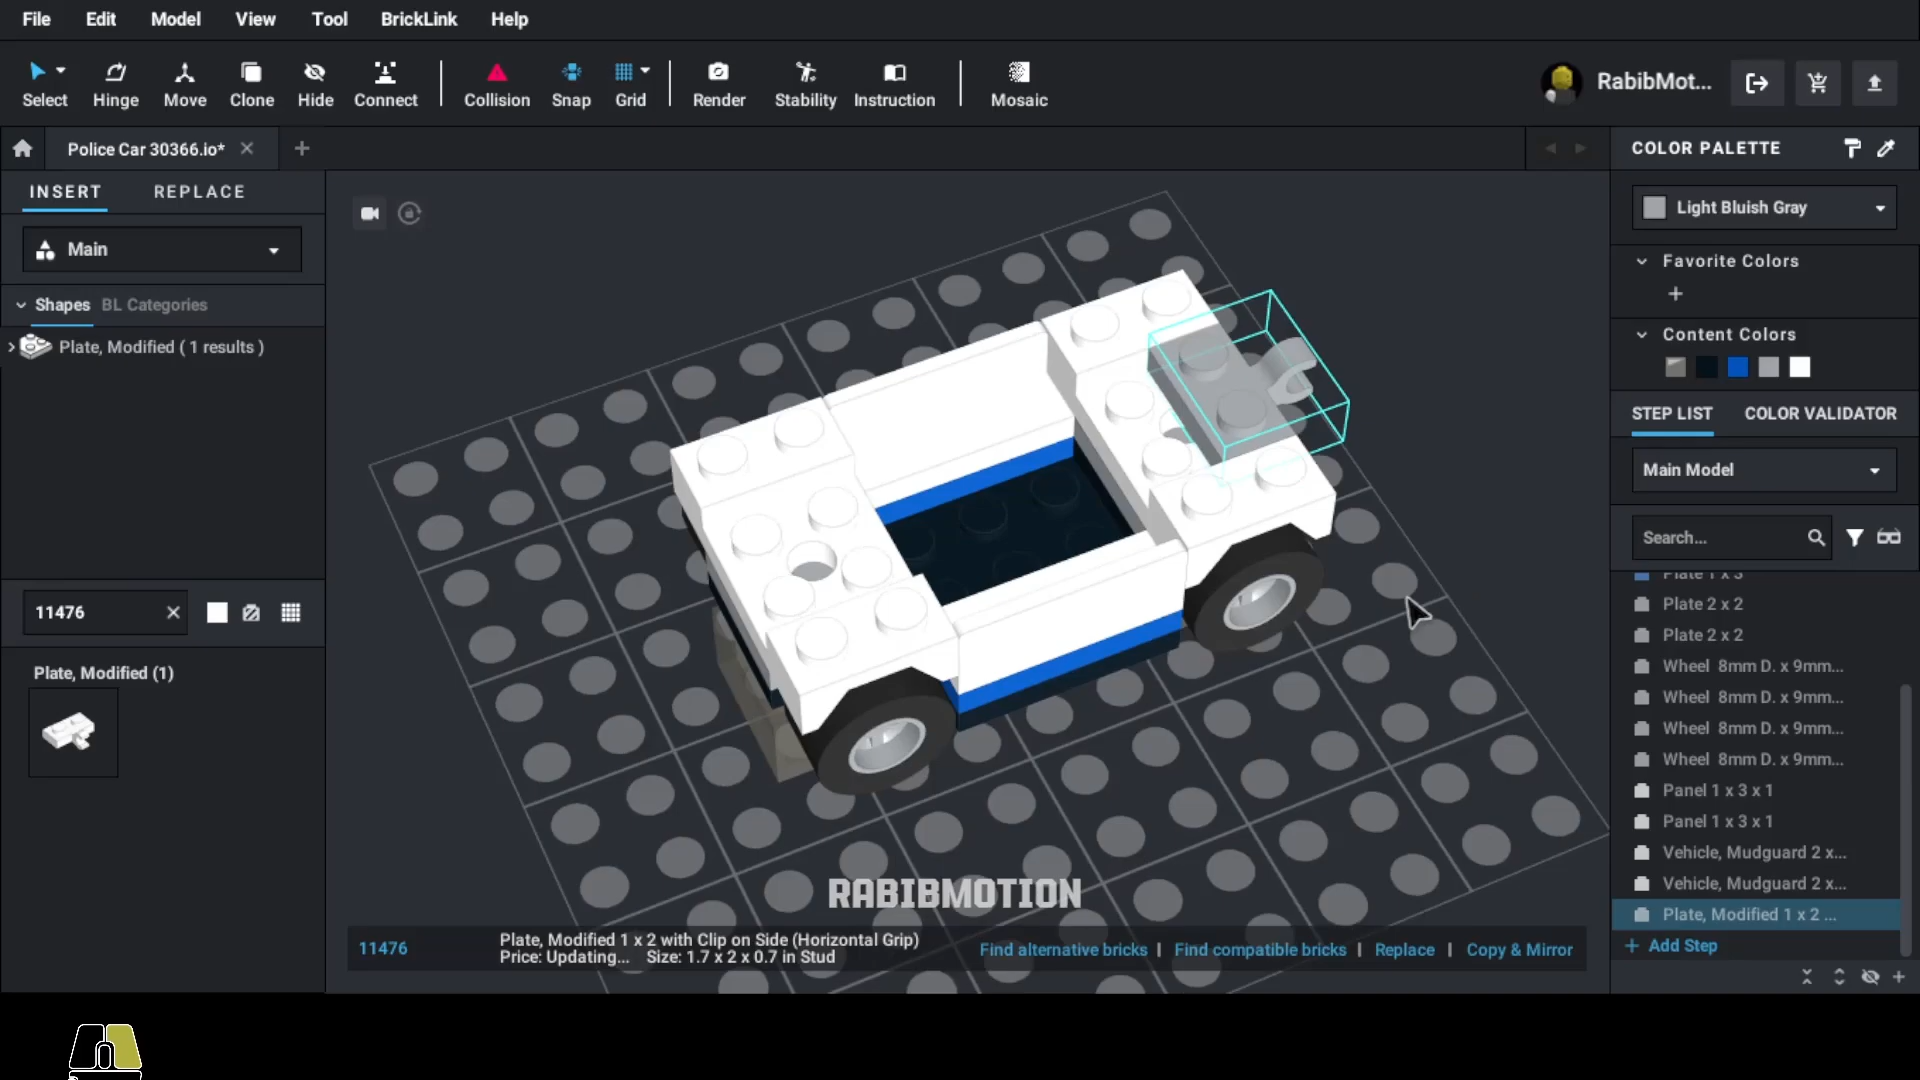 File Edit Model View Tool BrickLink Help
Select Hinge Move Clone Hide Connect Collision Snap Grid Render Stability Instruction Mosaic
RabibMot...
Police Car 30366.io*
INSERT REPLACE
Main
Shapes BL Categories
Plate, Modified ( 1 results )
11476
Plate, Modified (1)
COLOR PALETTE
Light Bluish Gray
Favorite Colors
Content Colors
STEP LIST COLOR VALIDATOR
Main Model
Search...
Plate 1 x 3
Plate 2 x 2
Plate 2 x 2
Wheel 8mm D. x 9mm...
Wheel 8mm D. x 9mm...
Wheel 8mm D. x 9mm...
Wheel 8mm D. x 9mm...
Panel 1 x 3 x 1
Panel 1 x 3 x 1
Vehicle, Mudguard 2 x...
Vehicle, Mudguard 2 x...
Plate, Modified 1 x 2 ...
+ Add Step
RABIBMOTION
11476
Plate, Modified 1 x 2 with Clip on Side (Horizontal Grip)
Price: Updating... Size: 1.7 x 2 x 0.7 in Stud
Find alternative bricks | Find compatible bricks | Replace | Copy & Mirror